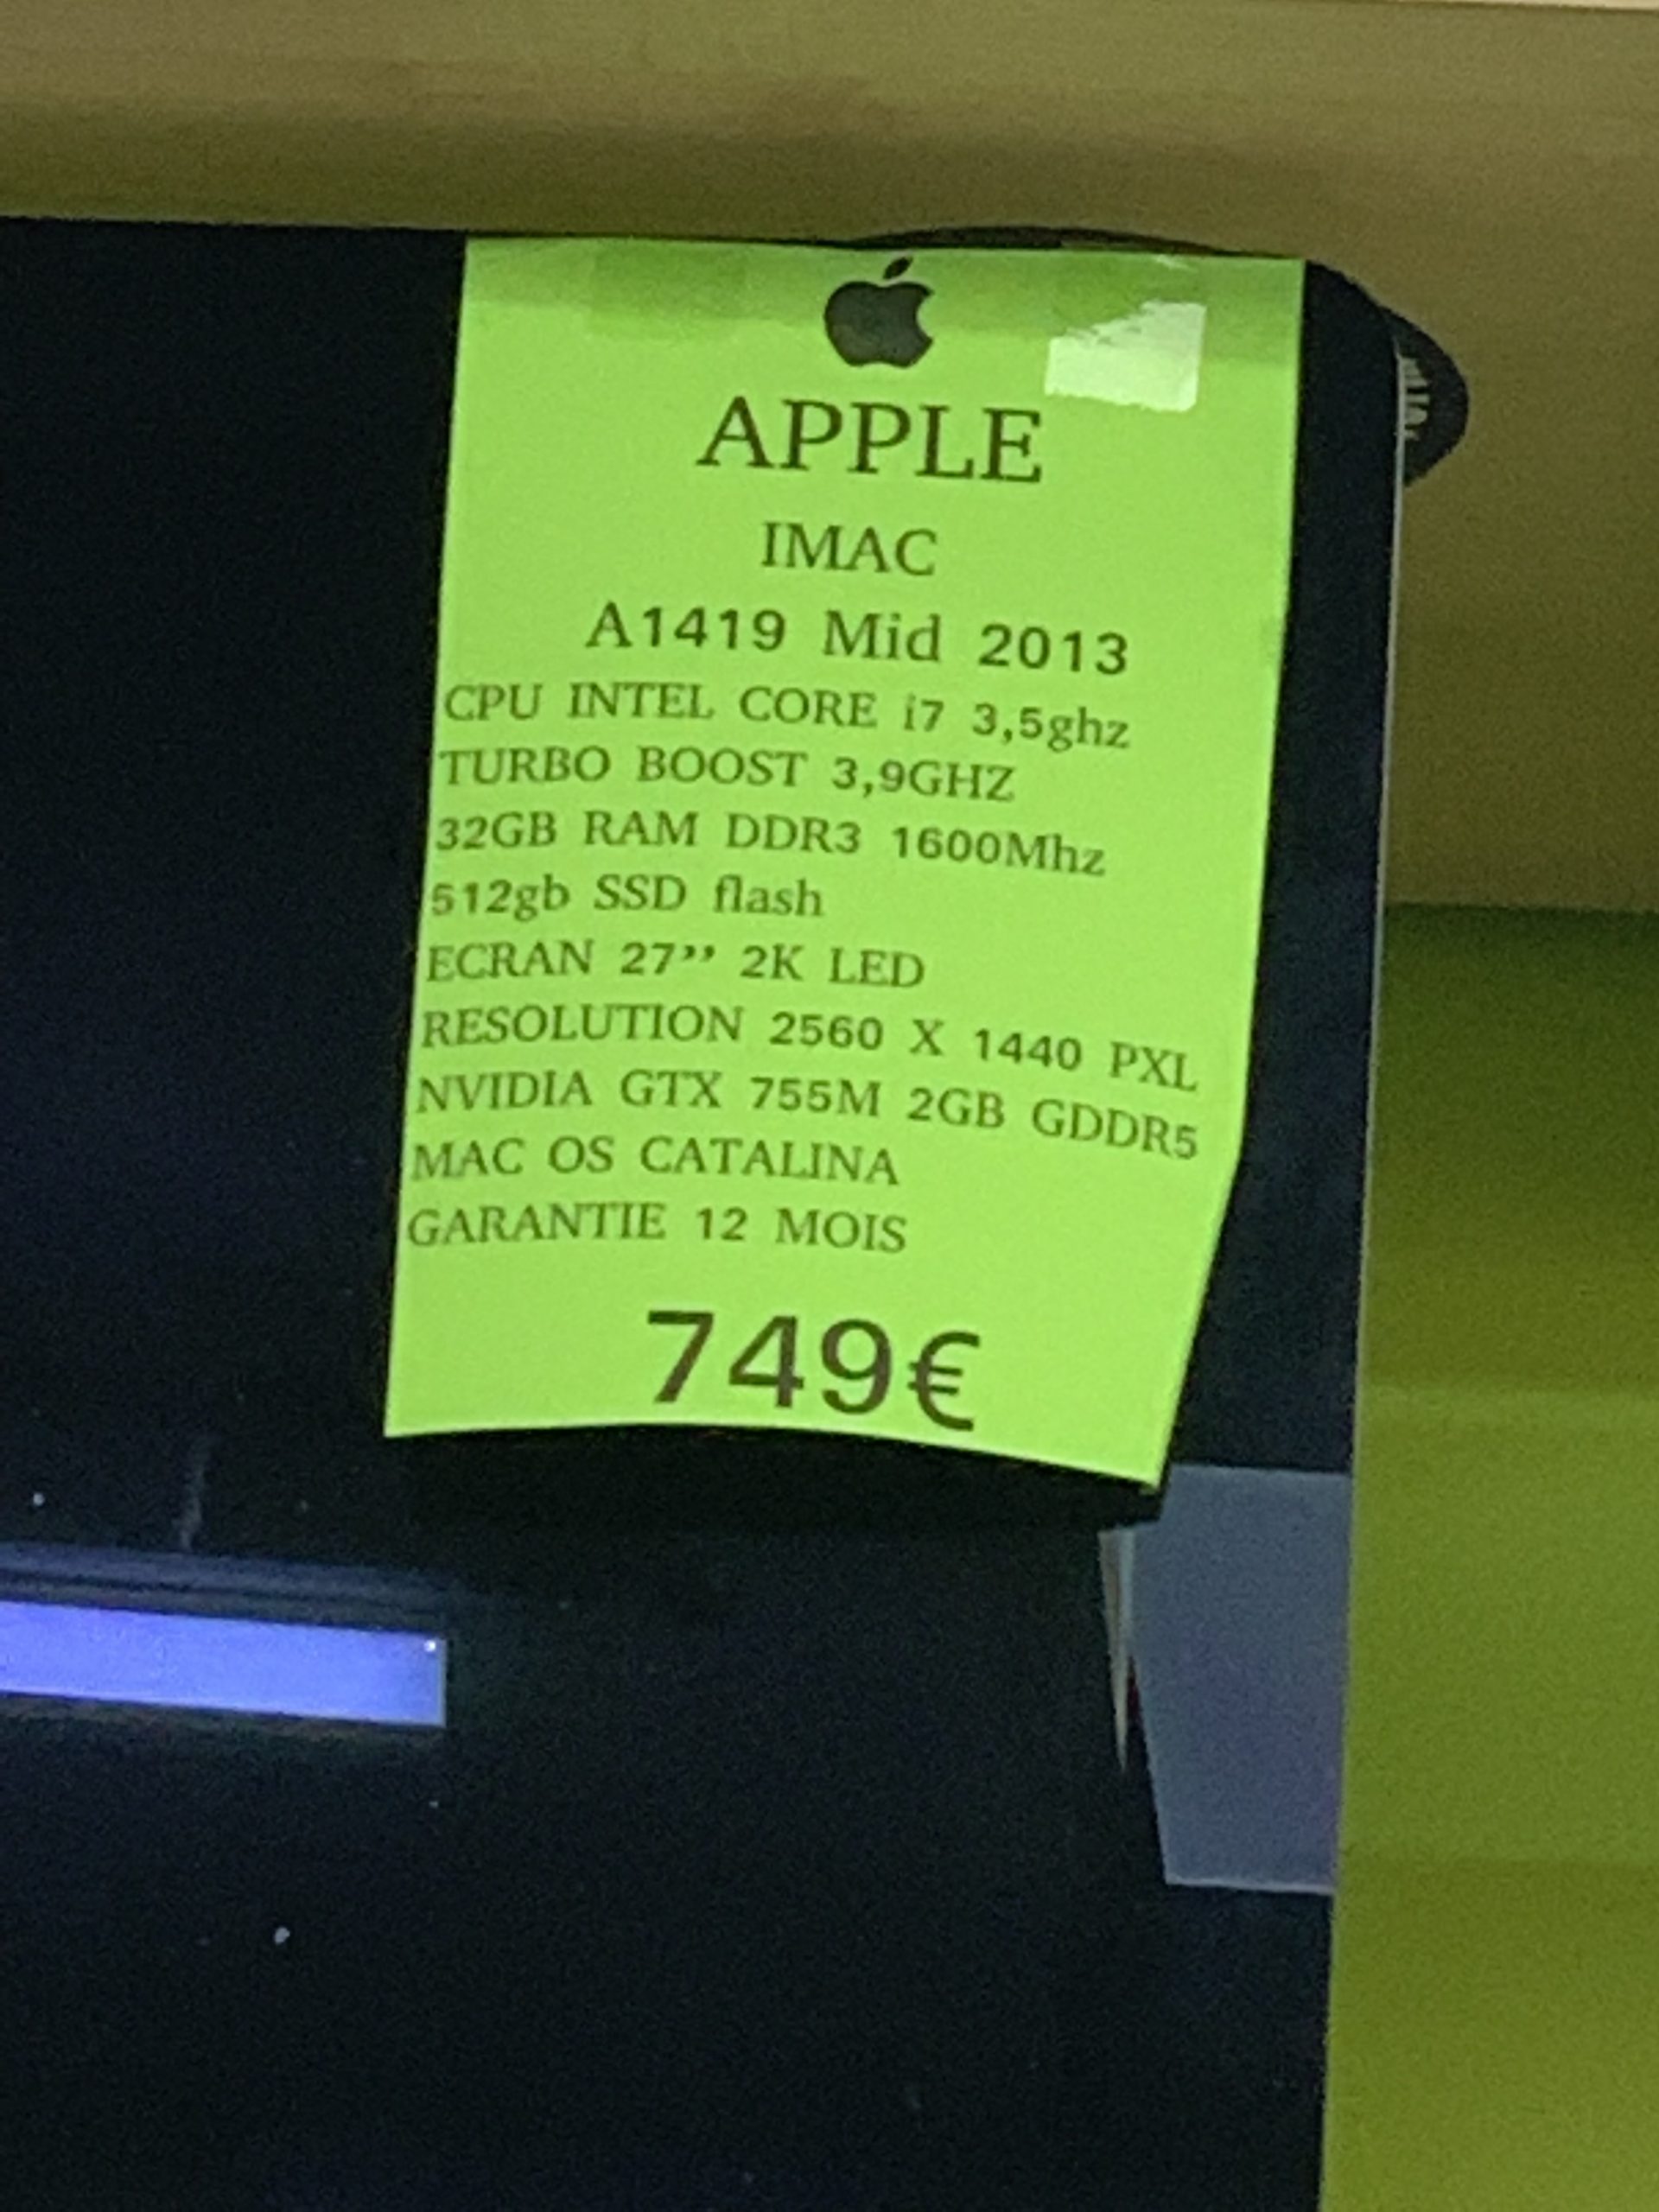 APPLE
IMAC
A1419 Mid 2013
CPU INTEL CORE i7 3,5ghz
TURBO BOOST 3,9GHZ
32GB RAM DDR3 1600Mhz
512gb SSD flash
ECRAN 27’’ 2K LED
RESOLUTION 2560 X 1440 PXL
NVIDIA GTX 755M 2GB GDDR5
MAC OS CATALINA
GARANTIE 12 MOIS
749€